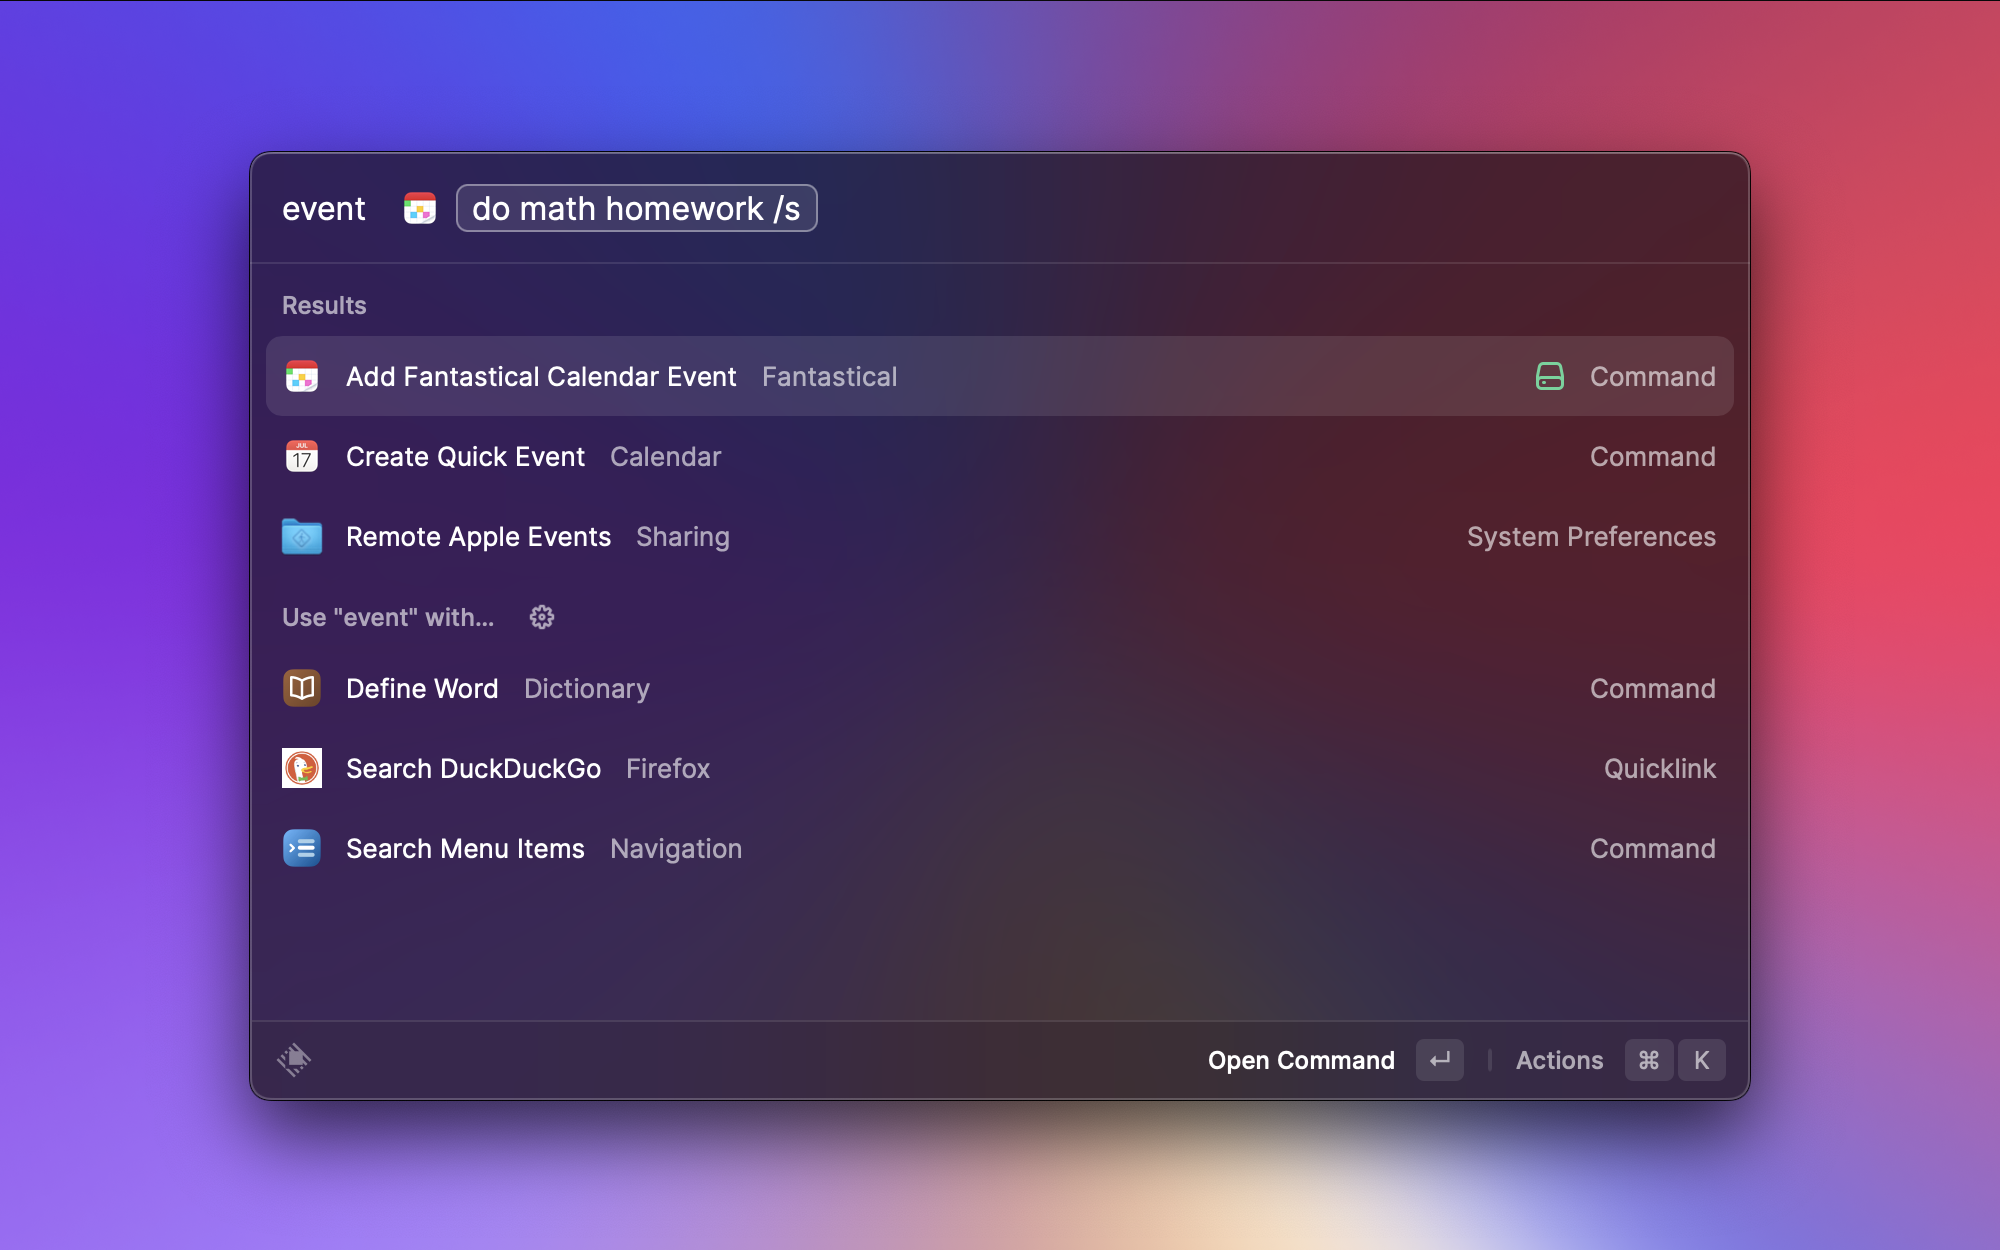 event do math homework /s
Results
Add Fantastical Calendar Event Fantastical Command
JUL
17
Create Quick Event Calendar Command
Remote Apple Events Sharing System Preferences
Use "event" with...
Define Word Dictionary Command
Search DuckDuckGo Firefox Quicklink
Search Menu Items Navigation Command
Open Command ↵ | Actions ⌘ K